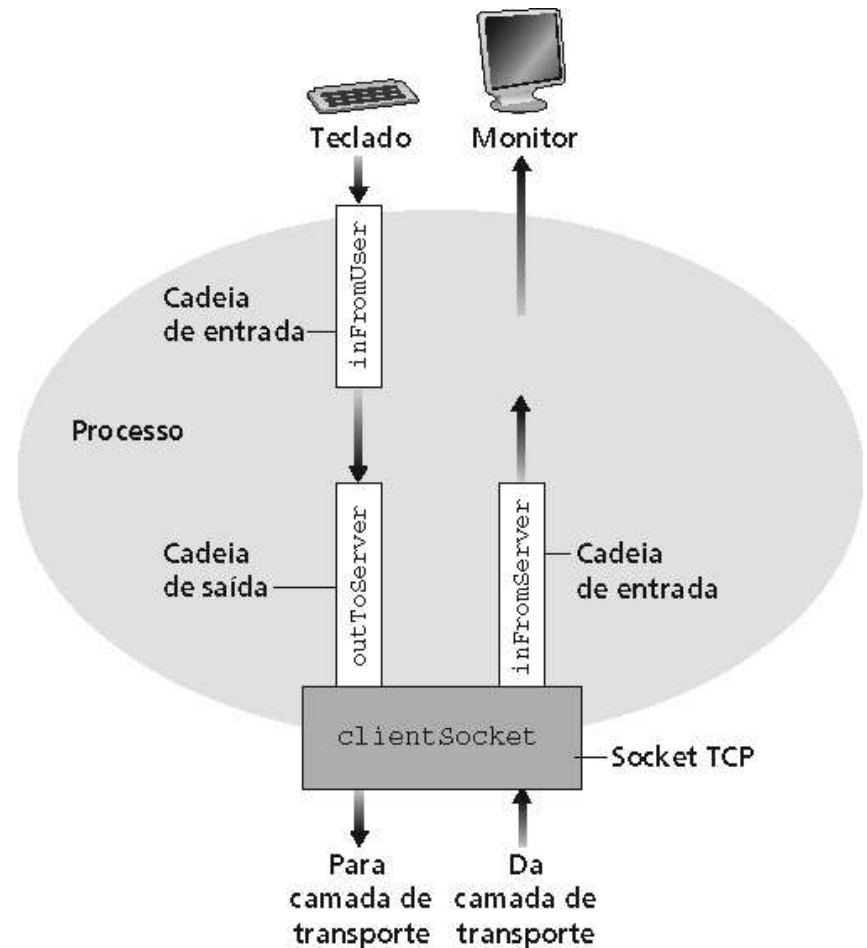 Teclado
Monitor
inFromUser
Cadeia
de entrada
Processo
Cadeia
de saída
outToServer
inFromServer
Cadeia
de entrada
clientSocket
Socket TCP
Para
camada de
transporte
Da
camada de
transporte